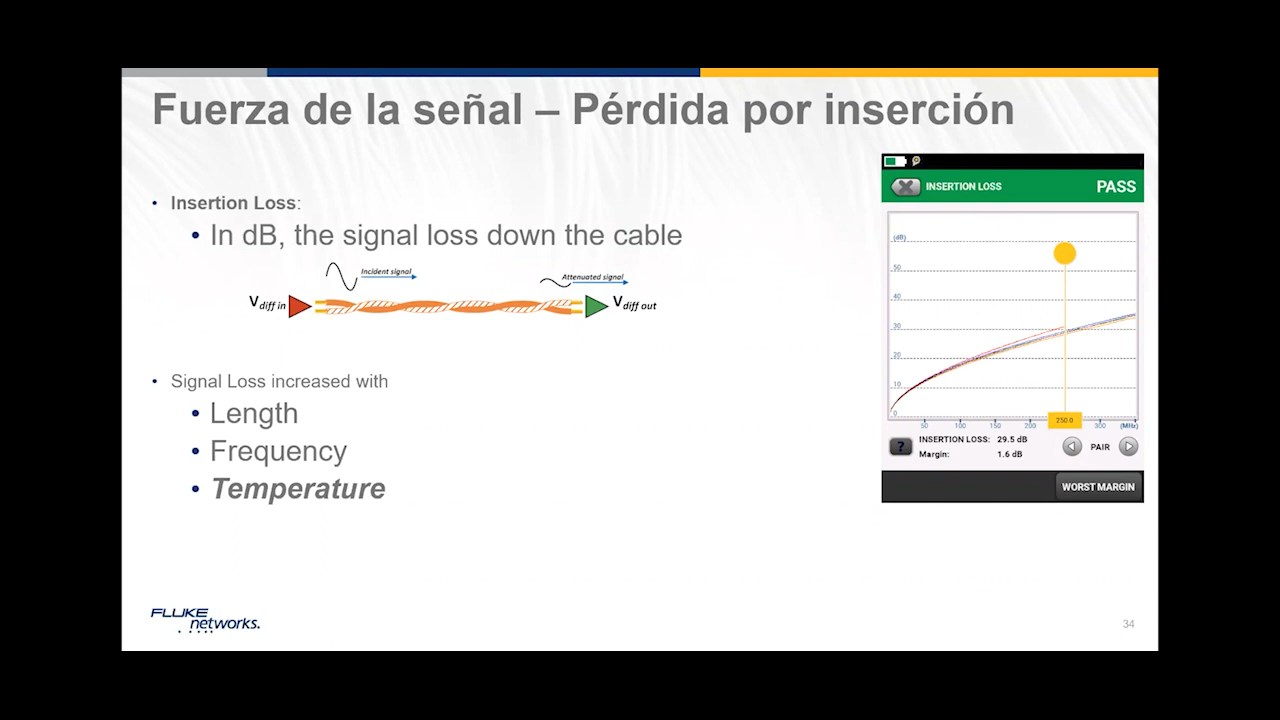 Fuerza de la señal – Pérdida por inserción
• Insertion Loss:
• In dB, the signal loss down the cable
Incident signal
Attenuated signal
Vdiff in
Vdiff out
• Signal Loss increased with
• Length
• Frequency
• Temperature
INSERTION LOSS
PASS
(dB)
50
40
30
20
10
0
50 100 150 200 250.0 300 (MHz)
? INSERTION LOSS: 29.5 dB PAIR
Margin: 1.6 dB
WORST MARGIN
FLUKE
networks.
34